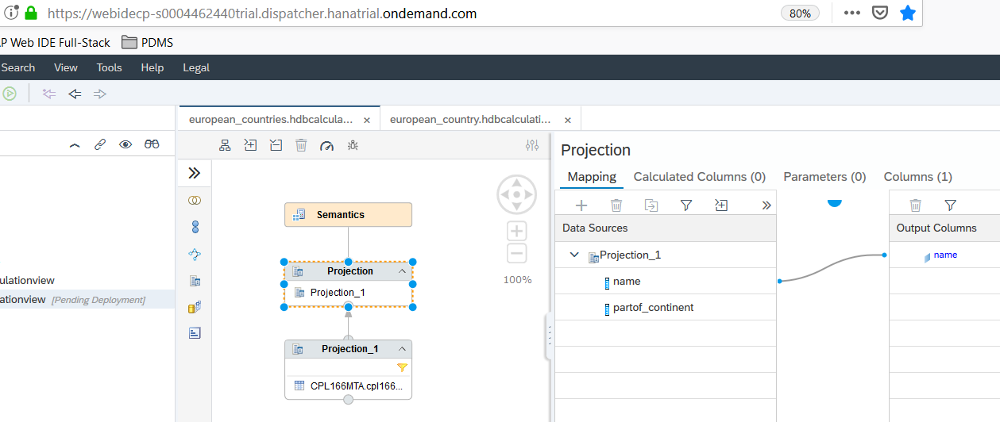 https://webidecp-s0004462440trial.dispatcher.hanatrial.ondemand.com
80%
P Web IDE Full-Stack PDMS
Search View Tools Help Legal
european_countries.hdbcalcula... × european_country.hdbcalculati... ×
Projection
Mapping Calculated Columns (0) Parameters (0) Columns (1)
Data Sources
Output Columns
Projection_1
name
partof_continent
name
Semantics
Projection
Projection_1
100%
Projection_1
CPL166MTA.cpl166...
ulationview
ationview [Pending Deployment]